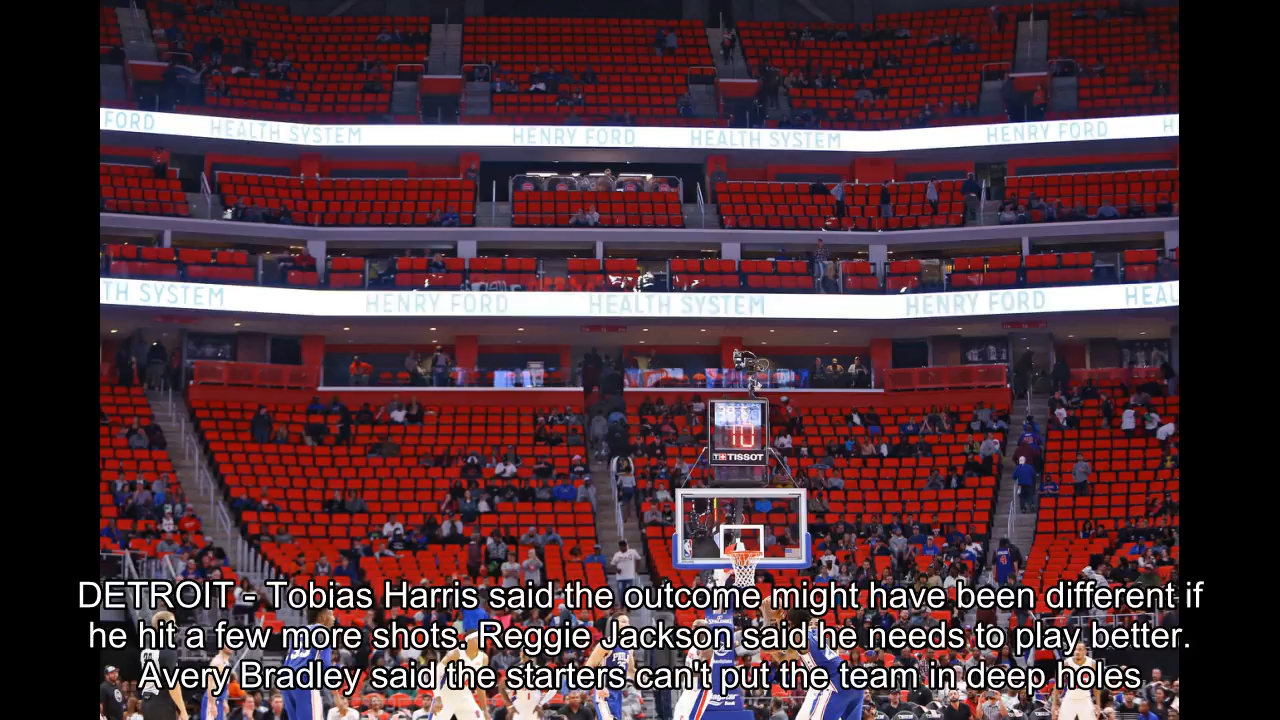 FORD HEALTH SYSTEM HENRY FORD HEALTH SYSTEM HENRY FORD H
TH SYSTEM HENRY FORD HEALTH SYSTEM HENRY FORD HEAL
10
TISSOT
DETROIT - Tobias Harris said the outcome might have been different if
he hit a few more shots. Reggie Jackson said he needs to play better.
Avery Bradley said the starters can't put the team in deep holes